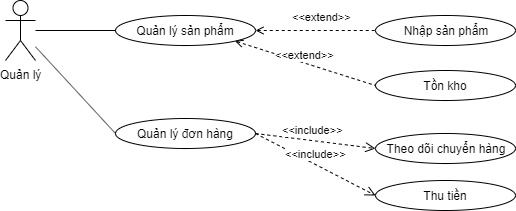 Quản lý
Quản lý sản phẩm
<<extend>>
Nhập sản phẩm
<<extend>>
Tồn kho
Quản lý đơn hàng
<<include>>
Theo dõi chuyển hàng
<<include>>
Thu tiền